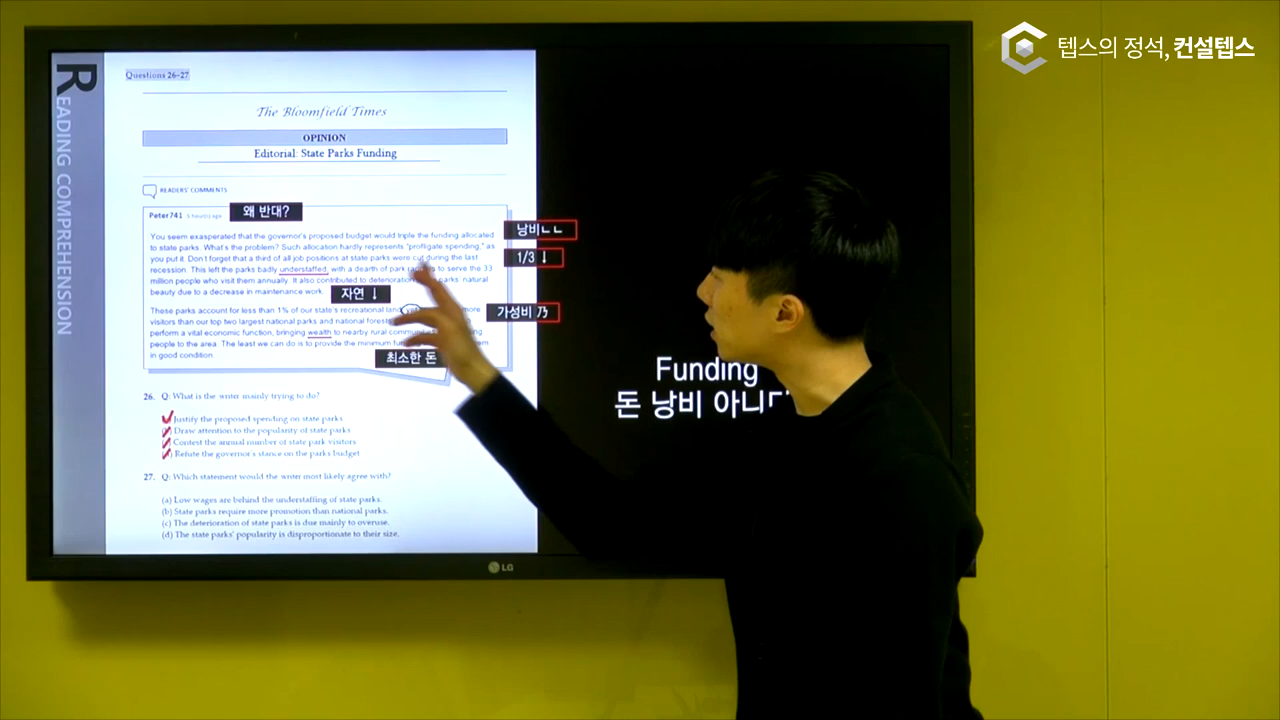 텝스의 정석, 컨설텝스
READING COMPREHENSION
Questions 26-27
The Bloomfield Times
OPINION
Editorial: State Parks Funding
READERS' COMMENTS
Peter741 5 hour(s) ago
왜 반대?
You seem exasperated that the governor's proposed budget would triple the funding allocated
낭비ㄴㄴ
to state parks. What's the problem? Such allocation hardly represents "profligate spending," as
you put it. Don't forget that a third of all job positions at state parks were cut during the last
1/3 ↓
recession. This left the parks badly understaffed, with a dearth of park to serve the 33
million people who visit them annually. It also contributed to parks' natural
beauty due to a decrease in maintenance work.
자연 ↓
These parks account for less than 1% of our state's recreational more
가성비 乃
visitors than our top two largest national parks and national
perform a vital economic function, bringing wealth to nearby rural
people to the area. The least we can do is to provide the minimum
in good condition.
최소한 돈
26. Q: What is the writer mainly trying to do?
Justify the proposed spending on state parks
Draw attention to the popularity of state parks
Contest the annual number of state park visitors
Refute the governor's stance on the parks budget
27. Q: Which statement would the writer most likely agree with?
(a) Low wages are behind the understaffing of state parks.
(b) State parks require more promotion than national parks.
(c) The deterioration of state parks is due mainly to overuse.
(d) The state parks' popularity is disproportionate to their size.
Funding
돈 낭비
LG